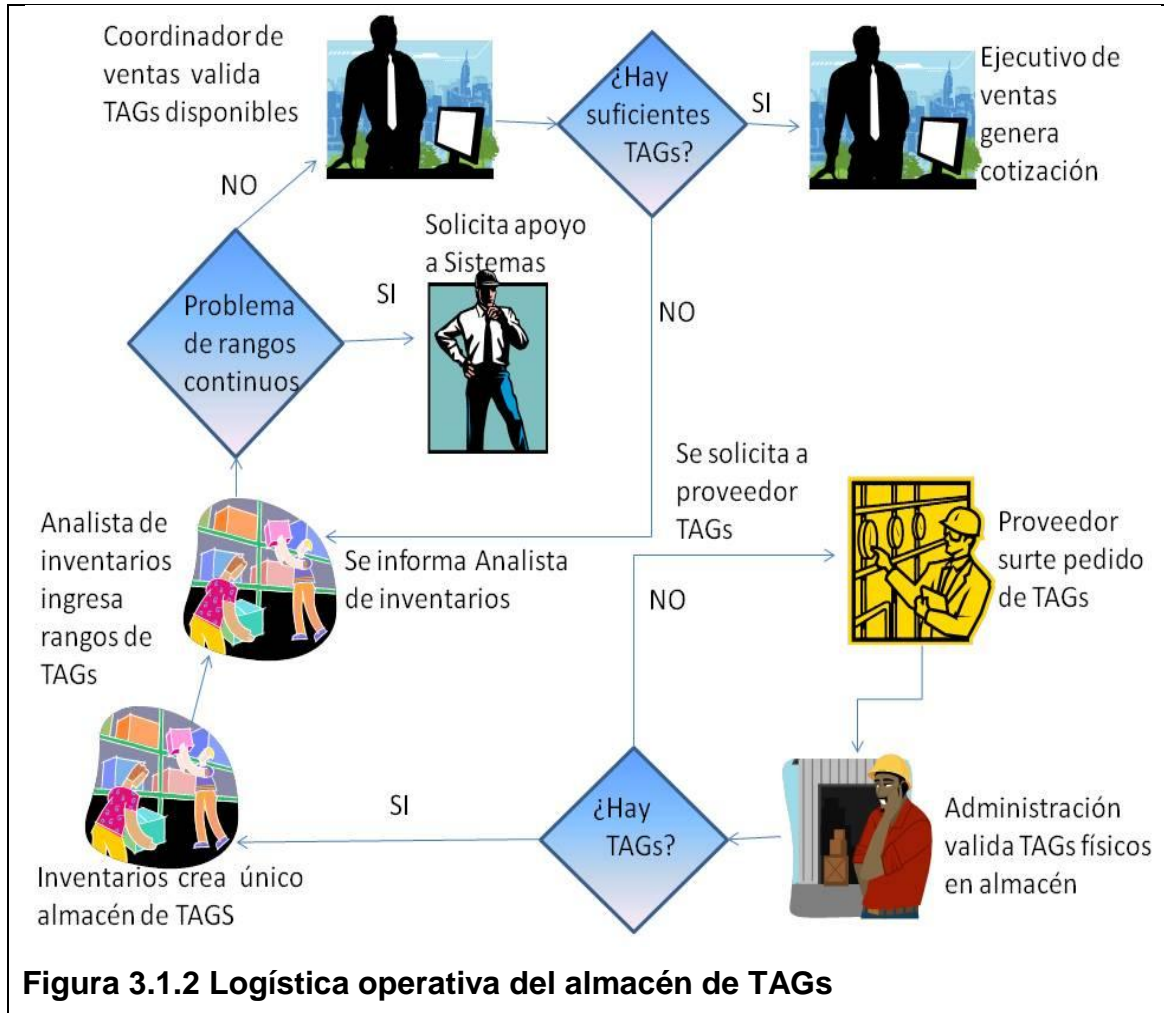 Coordinador de
ventas valida
TAGs disponibles
¿Hay
suficientes
TAGs?
SI
Ejecutivo de
ventas
genera
cotización
NO
Solicita apoyo
a Sistemas
SI
NO
Problema
de rangos
continuos
Se solicita a
proveedor
TAGs
Analista de
inventarios
ingresa
rangos de
TAGs
Se informa Analista
de inventarios
NO
Proveedor
surte pedido
de TAGs
SI
¿Hay
TAGs?
Administración
valida TAGs físicos
en almacén
Inventarios crea único
almacén de TAGS
Figura 3.1.2 Logística operativa del almacén de TAGs